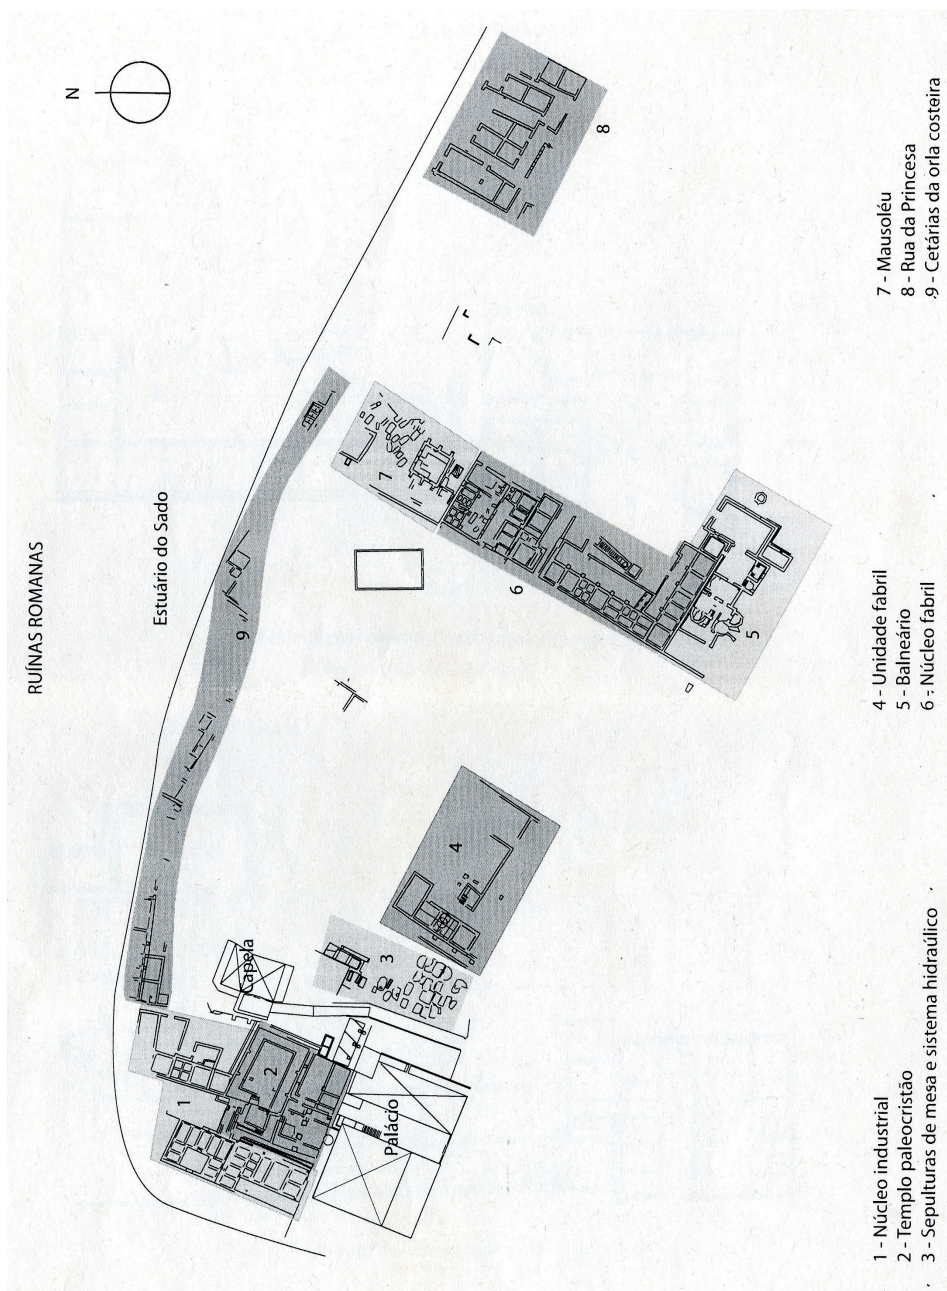 RUÍNAS ROMANAS
N
Estuário do Sado
Capela
Palácio
1
2
3
4
5
6
7
8
9
1 - Núcleo industrial
2 - Templo paleocristão
3 - Sepulturas de mesa e sistema hidraúlico
4 - Unidade fabril
5 - Balneário
6 - Núcleo fabril
7 - Mausoléu
8 - Rua da Princesa
9 - Cetárias da orla costeira